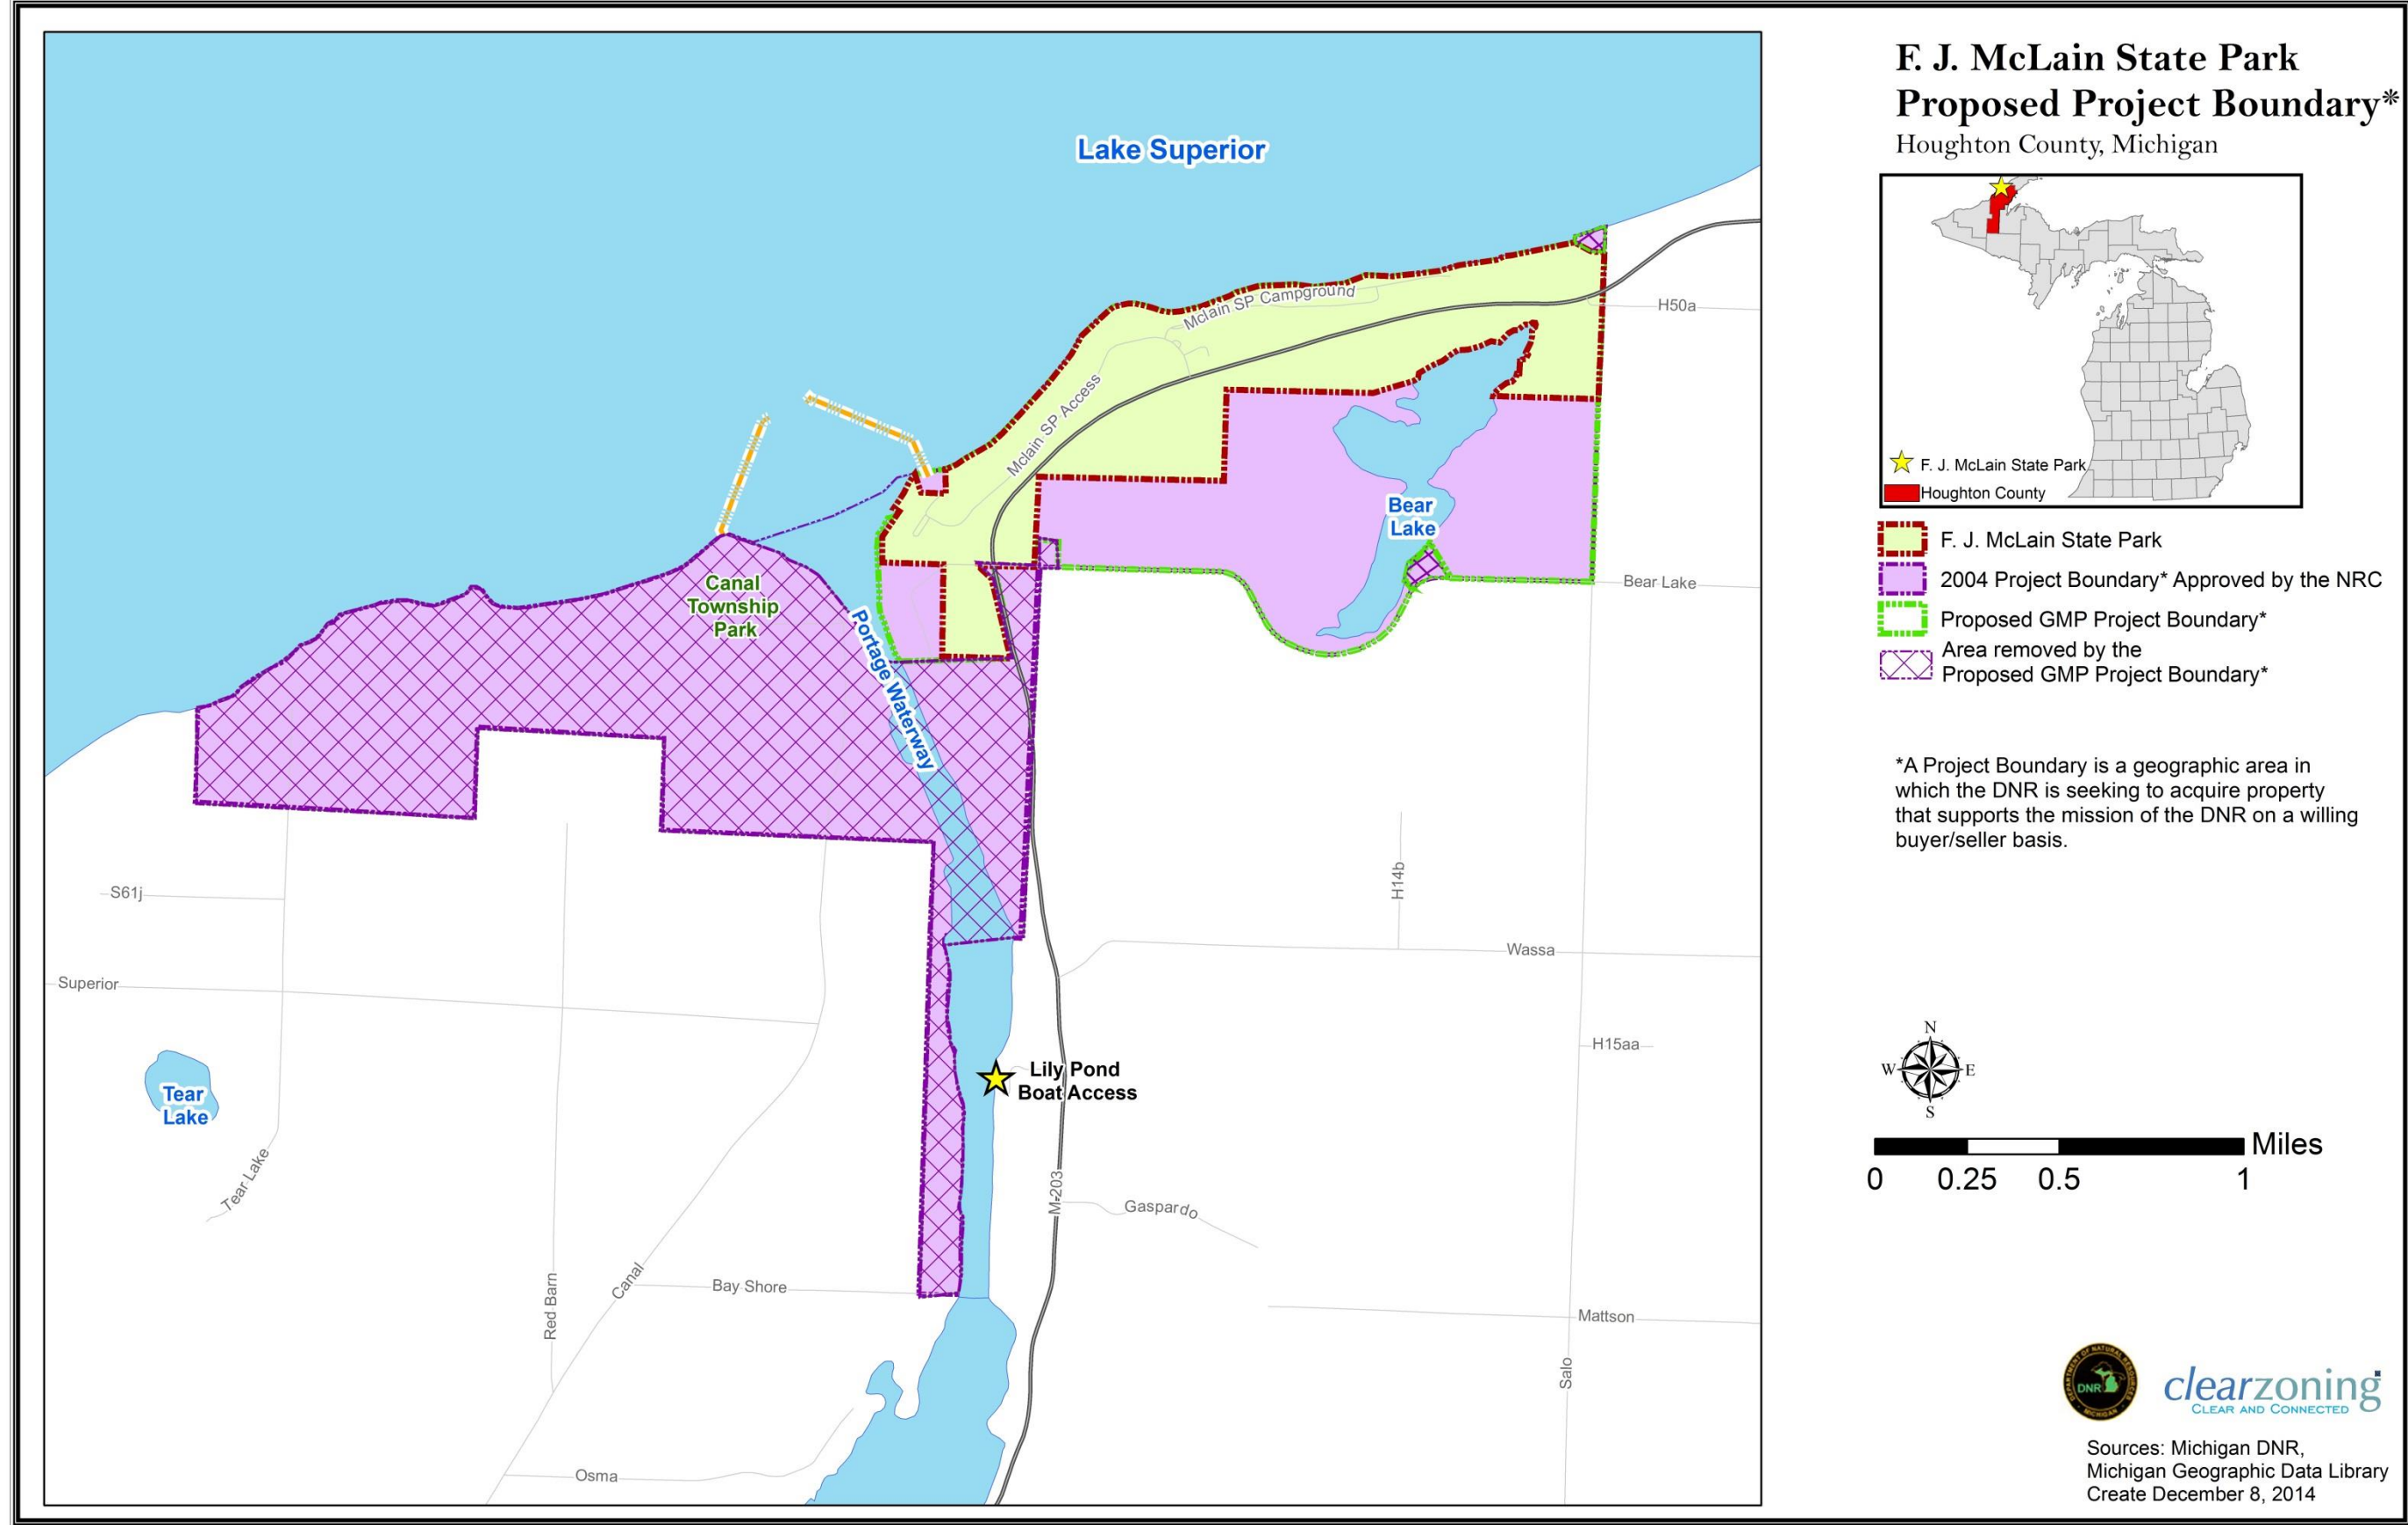 F. J. McLain State Park
Proposed Project Boundary*
Houghton County, Michigan
F. J. McLain State Park
Houghton County
F. J. McLain State Park
2004 Project Boundary* Approved by the NRC
Proposed GMP Project Boundary*
Area removed by the
Proposed GMP Project Boundary*
*A Project Boundary is a geographic area in
which the DNR is seeking to acquire property
that supports the mission of the DNR on a willing
buyer/seller basis.
N
W
E
S
Miles
0
0.25
0.5
1
DEPARTMENT OF NATURAL RESOURCES
DNR
MICHIGAN
clearzoning
CLEAR AND CONNECTED
Sources: Michigan DNR,
Michigan Geographic Data Library
Create December 8, 2014
Lake Superior
Mclain SP Campground
H50a
Mclain SP Access
Bear
Lake
Bear Lake
Canal
Township
Park
Portage Waterway
S61j
H14b
Wassa
Superior
H15aa
Tear
Lake
Lily Pond
Boat Access
Tear Lake
M-203
Gaspardo
Red Barn
Canal
Bay Shore
Mattson
Salo
Osma